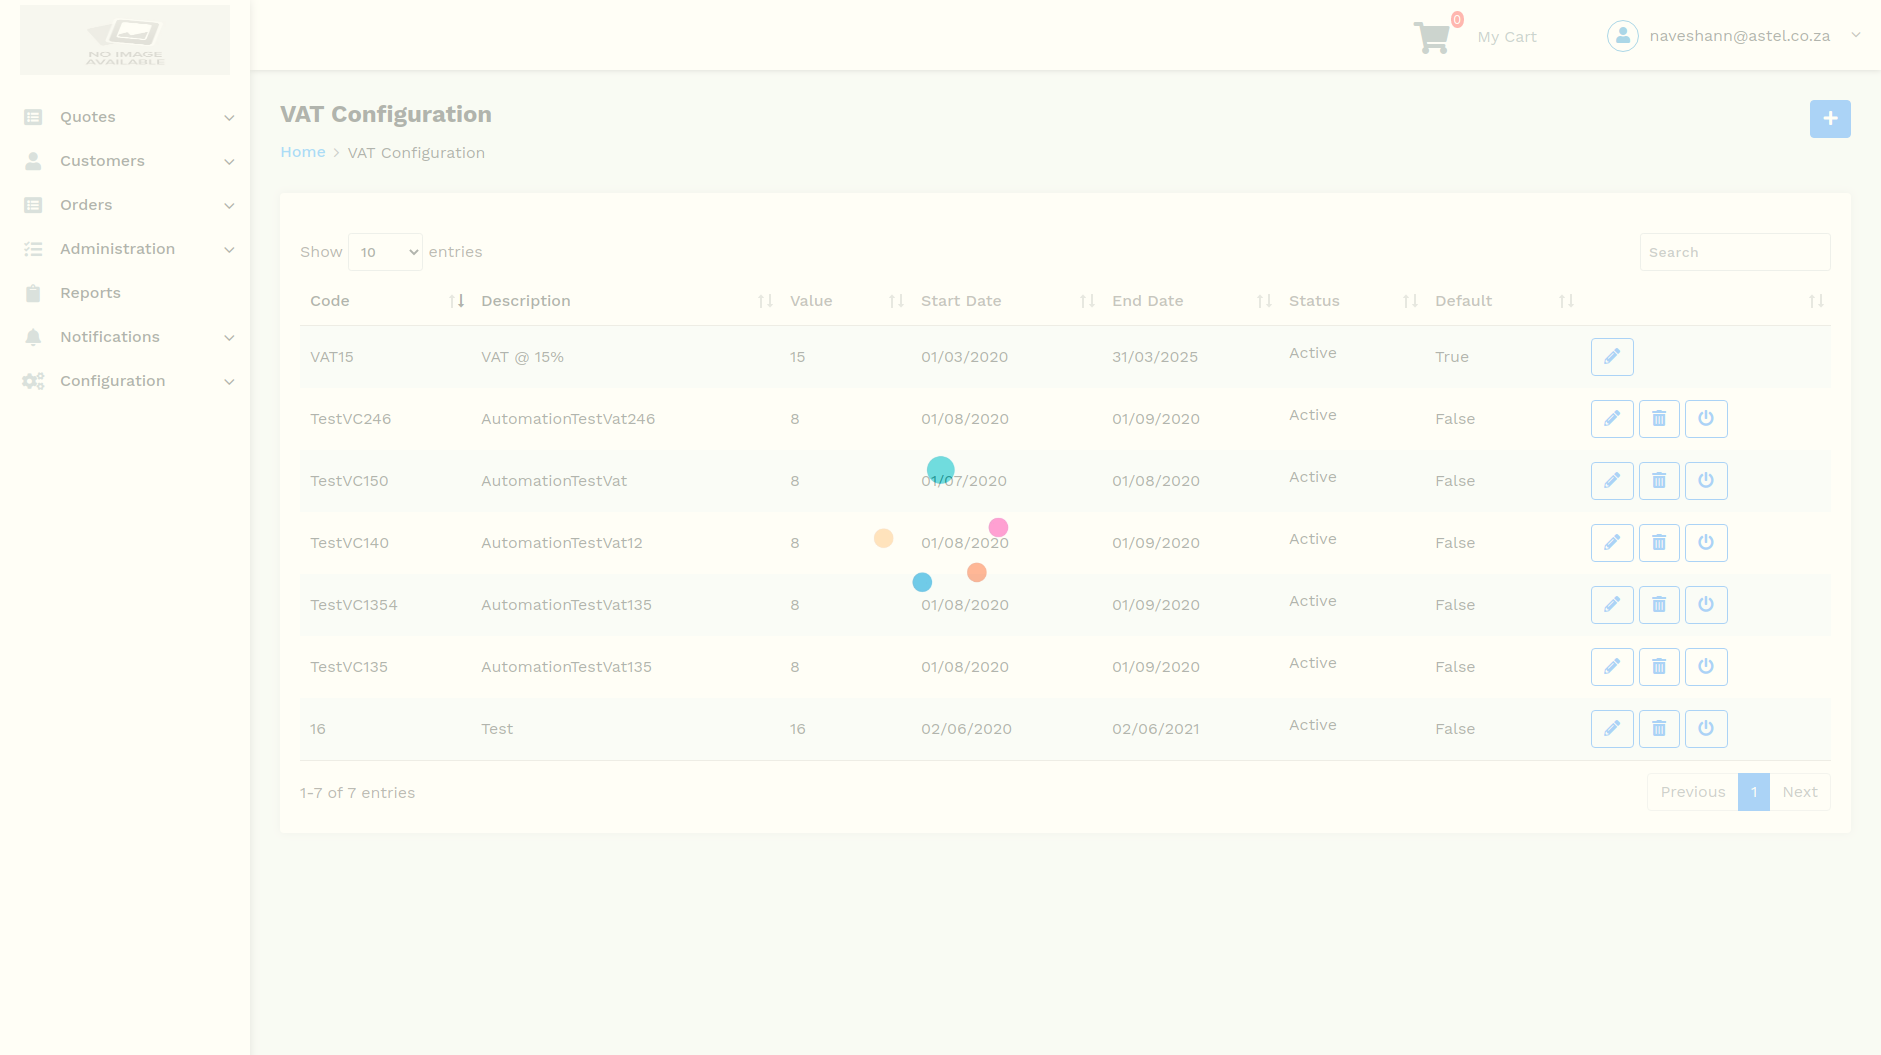 NO IMAGE
AVAILABLE
0
My Cart
naveshann@astel.co.za
Quotes
Customers
Orders
Administration
Reports
Notifications
Configuration
VAT Configuration
Home > VAT Configuration
Show 10 entries
Search
Code Description Value Start Date End Date Status Default
VAT15 VAT @ 15% 15 01/03/2020 31/03/2025 Active True
TestVC246 AutomationTestVat246 8 01/08/2020 01/09/2020 Active False
TestVC150 AutomationTestVat 8 01/07/2020 01/08/2020 Active False
TestVC140 AutomationTestVat12 8 01/08/2020 01/09/2020 Active False
TestVC1354 AutomationTestVat135 8 01/08/2020 01/09/2020 Active False
TestVC135 AutomationTestVat135 8 01/08/2020 01/09/2020 Active False
16 Test 16 02/06/2020 02/06/2021 Active False
1-7 of 7 entries
Previous 1 Next